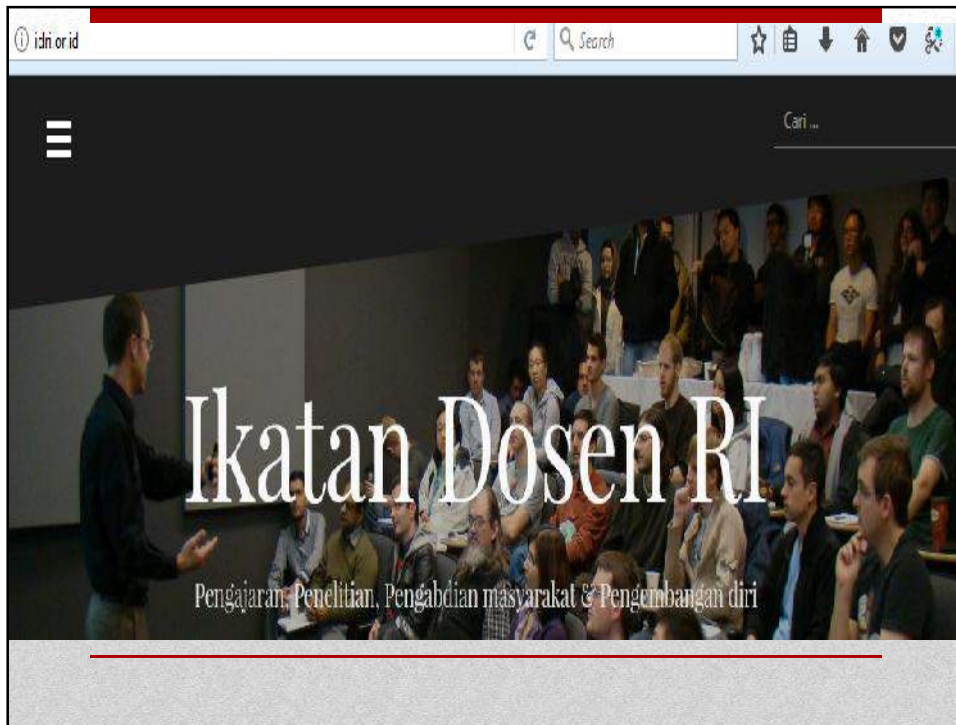 idri.or.id
Search
Cari ...
Ikatan Dosen RI
Pengajaran, Penelitian, Pengabdian masyarakat & Pengembangan diri